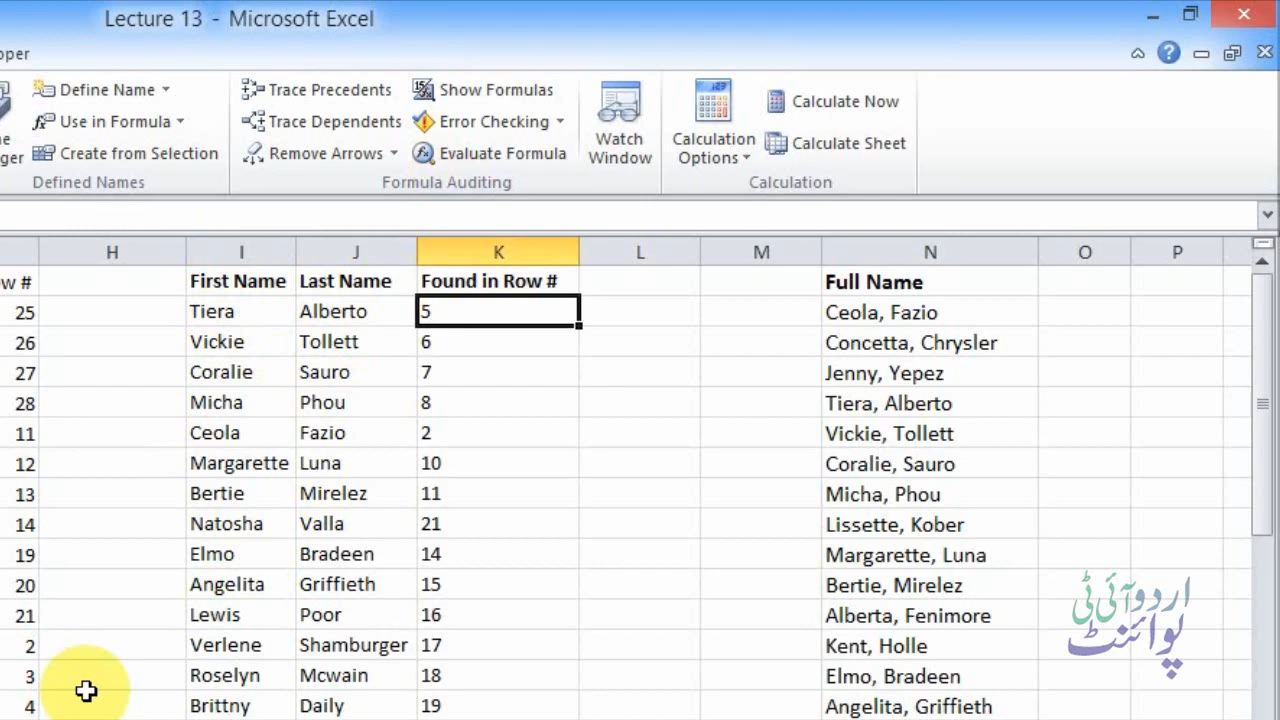 Lecture 13 - Microsoft Excel
oper
Define Name
Trace Precedents
Show Formulas
Use in Formula
Trace Dependents
Error Checking
Watch Window
Calculation Options
Calculate Now
Create from Selection
Remove Arrows
Evaluate Formula
Calculate Sheet
Defined Names
Formula Auditing
Calculation
H I J K L M N O P
ow # First Name Last Name Found in Row # Full Name
25 Tiera Alberto 5 Ceola, Fazio
26 Vickie Tollett 6 Concetta, Chrysler
27 Coralie Sauro 7 Jenny, Yepez
28 Micha Phou 8 Tiera, Alberto
11 Ceola Fazio 2 Vickie, Tollett
12 Margarette Luna 10 Coralie, Sauro
13 Bertie Mirelez 11 Micha, Phou
14 Natosha Valla 21 Lissette, Kober
19 Elmo Bradeen 14 Margarette, Luna
20 Angelita Griffieth 15 Bertie, Mirelez
21 Lewis Poor 16 Alberta, Fenimore
2 Verlene Shamburger 17 Kent, Holle
3 Roselyn Mcwain 18 Elmo, Bradeen
4 Brittny Daily 19 Angelita, Griffieth
اردو آئی ٹی
پوائنٹ